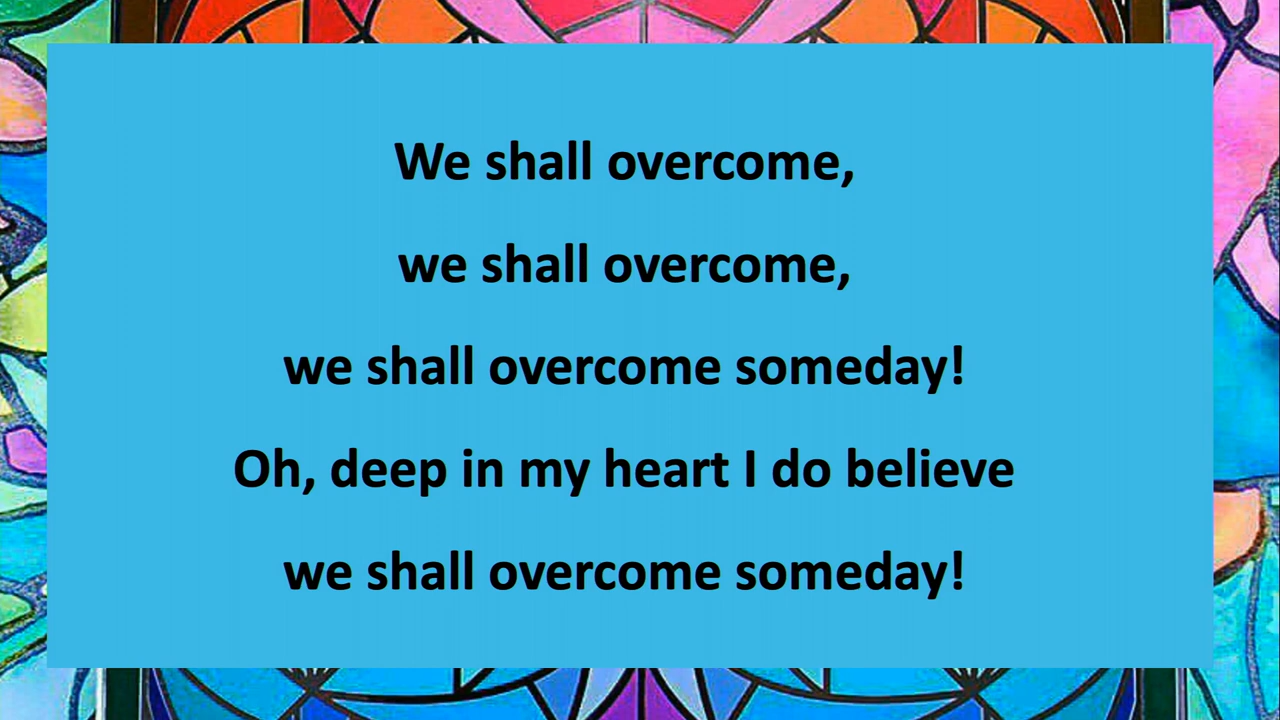 We shall overcome,
we shall overcome,
we shall overcome someday!
Oh, deep in my heart I do believe
we shall overcome someday!